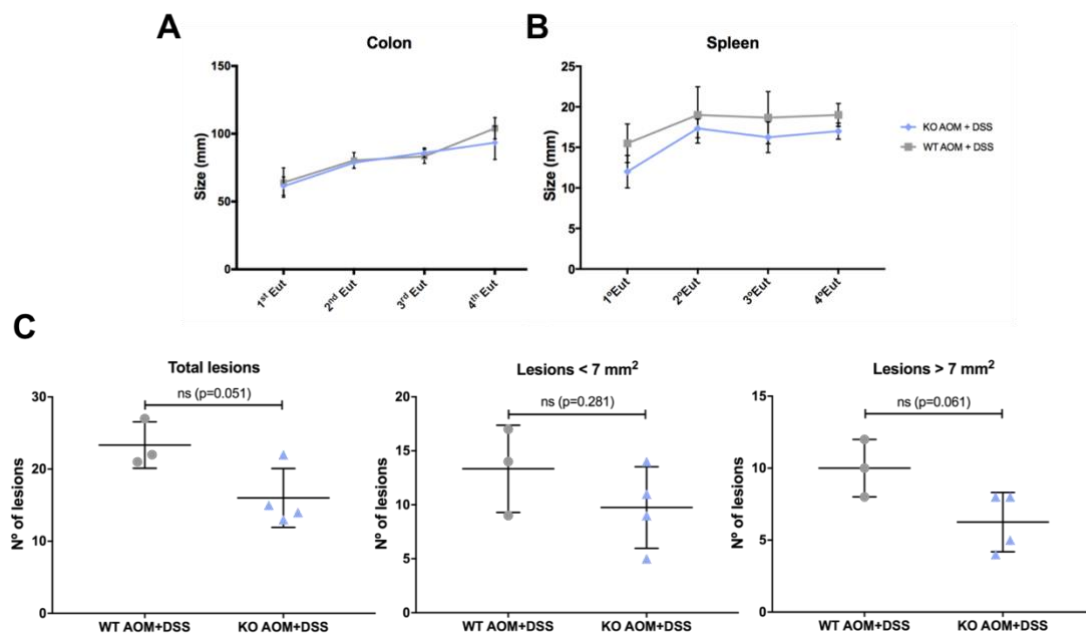 A
Colon
Size (mm)
150
100
50
0
1st Eut
2nd Eut
3rd Eut
4th Eut
B
Spleen
Size (mm)
25
20
15
10
5
0
1ºEut
2ºEut
3ºEut
4ºEut
KO AOM + DSS
WT AOM + DSS
C
Total lesions
ns (p=0.051)
Nº of lesions
30
20
10
0
WT AOM+DSS
KO AOM+DSS
Lesions < 7 mm²
ns (p=0.281)
Nº of lesions
20
15
10
5
0
WT AOM+DSS
KO AOM+DSS
Lesions > 7 mm²
ns (p=0.061)
Nº of lesions
15
10
5
0
WT AOM+DSS
KO AOM+DSS